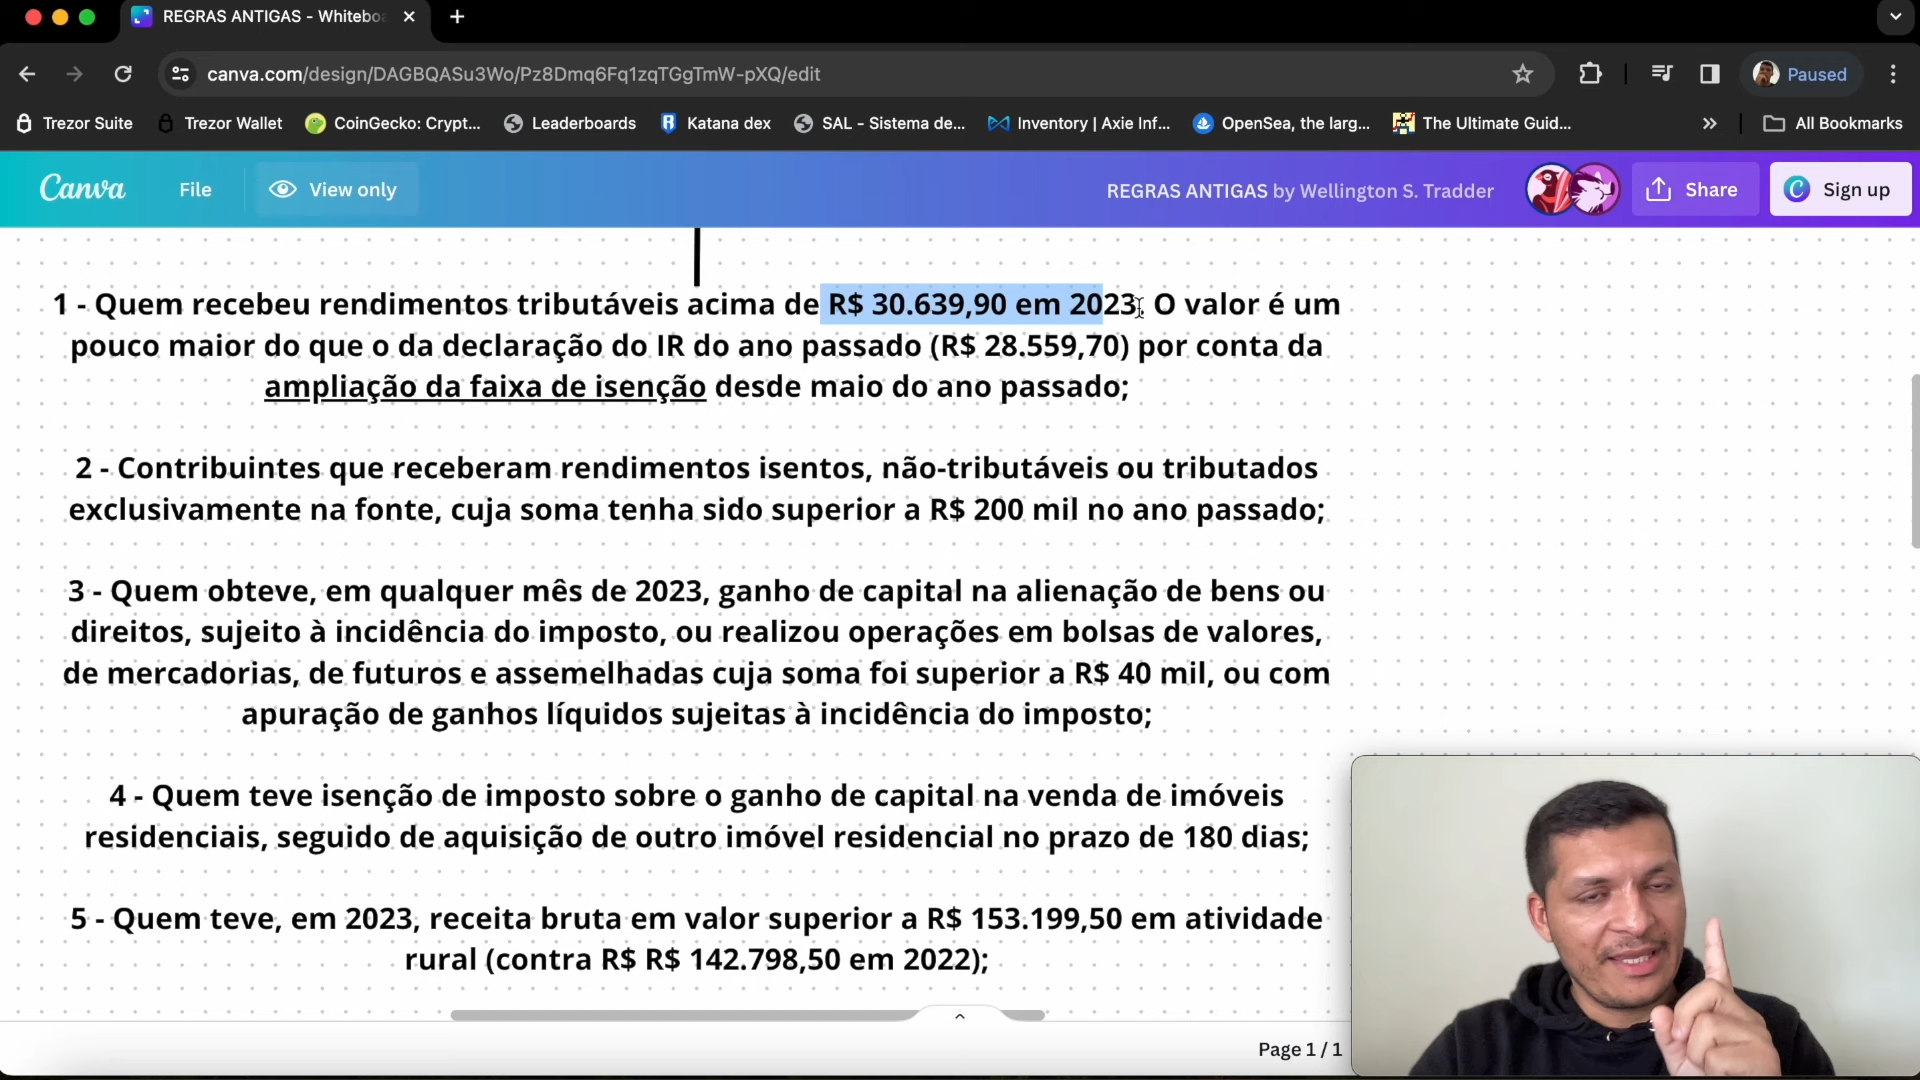 REGRAS ANTIGAS - Whitebo
canva.com/design/DAGBQASu3Wo/Pz8Dmq6Fq1zqTGgTmW-pXQ/edit
Paused
Trezor Suite
Trezor Wallet
CoinGecko: Crypt...
Leaderboards
Katana dex
SAL - Sistema de...
Inventory | Axie Inf...
OpenSea, the larg...
The Ultimate Guid...
All Bookmarks
Canva
File
View only
REGRAS ANTIGAS by Wellington S. Tradder
Share
Sign up
1 - Quem recebeu rendimentos tributáveis acima de R$ 30.639,90 em 2023. O valor é um
pouco maior do que o da declaração do IR do ano passado (R$ 28.559,70) por conta da
ampliação da faixa de isenção desde maio do ano passado;
2 - Contribuintes que receberam rendimentos isentos, não-tributáveis ou tributados
exclusivamente na fonte, cuja soma tenha sido superior a R$ 200 mil no ano passado;
3 - Quem obteve, em qualquer mês de 2023, ganho de capital na alienação de bens ou
direitos, sujeito à incidência do imposto, ou realizou operações em bolsas de valores,
de mercadorias, de futuros e assemelhadas cuja soma foi superior a R$ 40 mil, ou com
apuração de ganhos líquidos sujeitas à incidência do imposto;
4 - Quem teve isenção de imposto sobre o ganho de capital na venda de imóveis
residenciais, seguido de aquisição de outro imóvel residencial no prazo de 180 dias;
5 - Quem teve, em 2023, receita bruta em valor superior a R$ 153.199,50 em atividade
rural (contra R$ R$ 142.798,50 em 2022);
Page 1 / 1